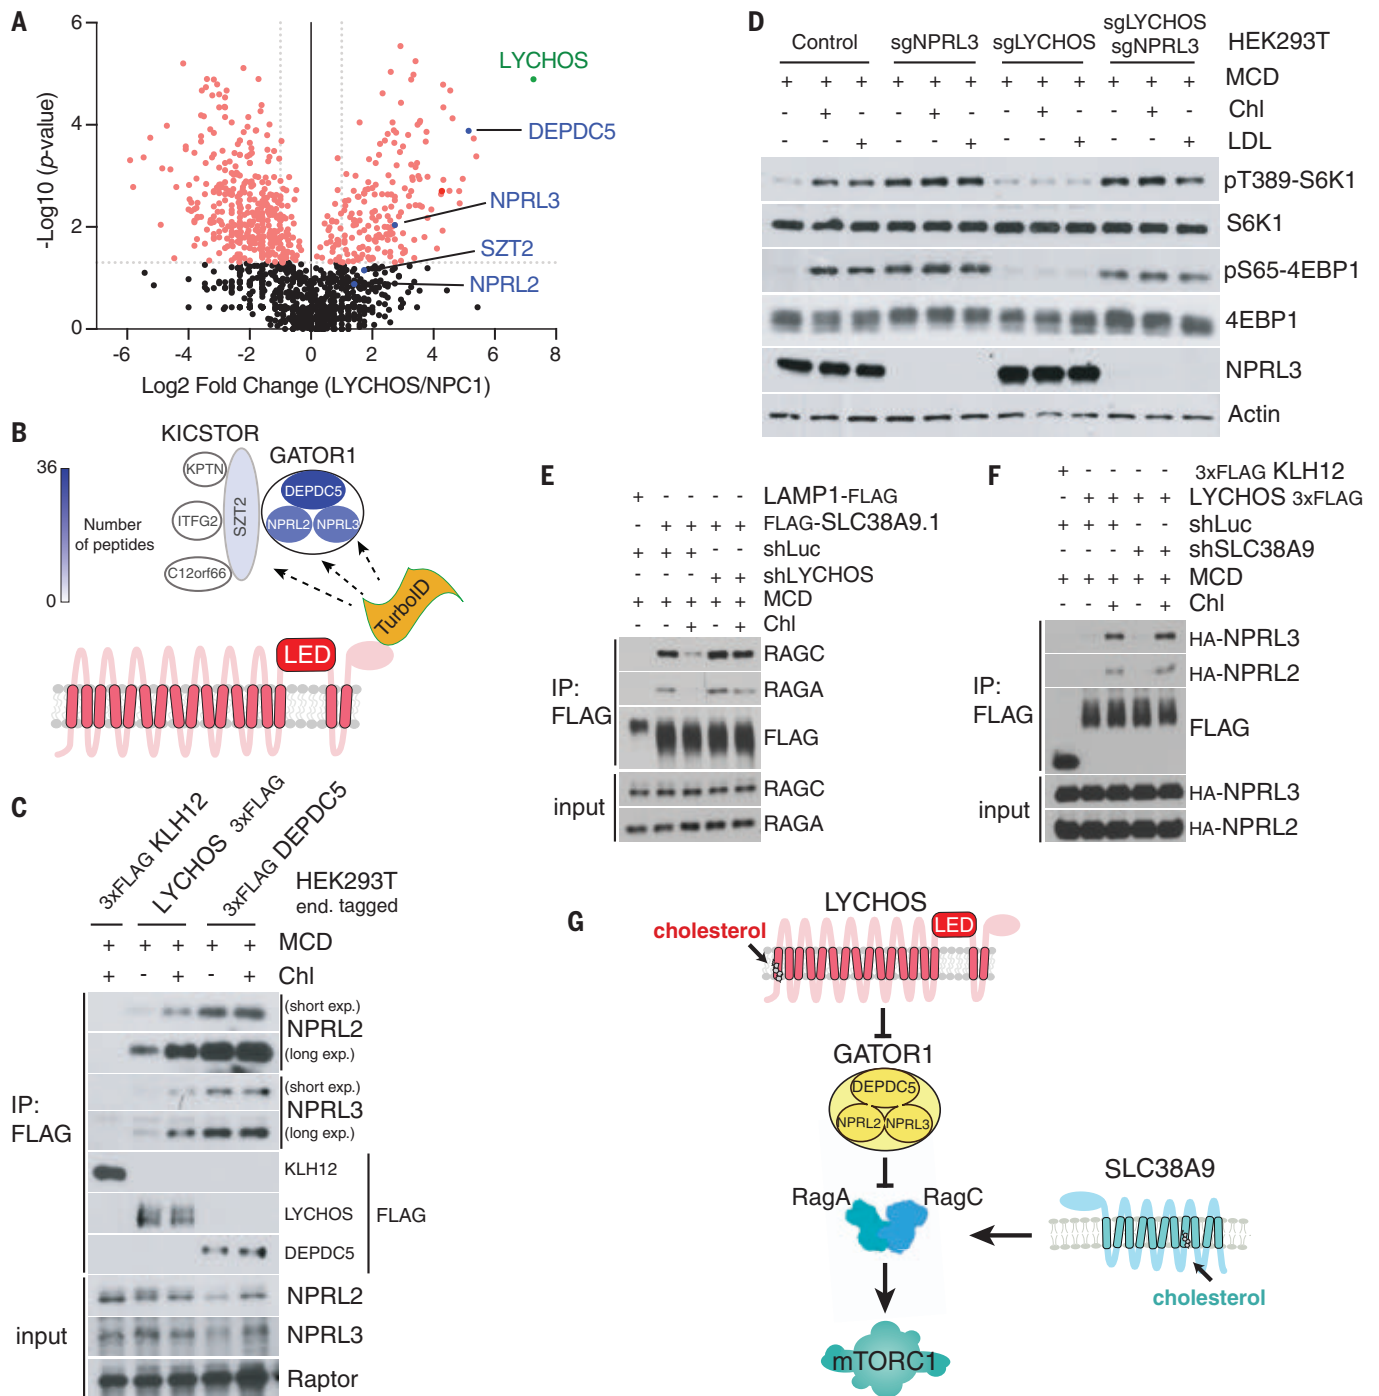 A
6
4
2
0
-Log10 (p-value)
-6 -4 -2 0 2 4 6 8
Log2 Fold Change (LYCHOS/NPC1)
LYCHOS
DEPDC5
NPRL3
SZT2
NPRL2
B
KICSTOR
GATOR1
36
0
Number
of peptides
KPTN
ITFG2
C12orf66
SZT2
DEPDC5
NPRL2 NPRL3
TurboID
LED
C
3xFLAG KLH12
LYCHOS 3xFLAG
3xFLAG DEPDC5
HEK293T
end. tagged
+ + + + + MCD
+ - + - + Chl
IP:
FLAG
(short exp.)
NPRL2
(long exp.)
(short exp.)
NPRL3
(long exp.)
KLH12
LYCHOS
DEPDC5
FLAG
input
NPRL2
NPRL3
Raptor
D
Control sgNPRL3 sgLYCHOS sgLYCHOS
sgNPRL3
HEK293T
+ + + + + + + + + + + + MCD
- + - - + - - + - - + - Chl
- - + - - + - - + - - + LDL
pT389-S6K1
S6K1
pS65-4EBP1
4EBP1
NPRL3
Actin
E
+ - - - - LAMP1-FLAG
- + + + + FLAG-SLC38A9.1
+ + + - - shLuc
- - - + + shLYCHOS
+ + + + + MCD
- - + - + Chl
IP:
FLAG
RAGC
RAGA
FLAG
input
RAGC
RAGA
F
+ - - - - 3xFLAG KLH12
- + + + + LYCHOS 3xFLAG
+ + + - - shLuc
- - - + + shSLC38A9
+ + + + + MCD
- - + - + Chl
IP:
FLAG
HA-NPRL3
HA-NPRL2
FLAG
input
HA-NPRL3
HA-NPRL2
G
LYCHOS
cholesterol
LED
GATOR1
DEPDC5
NPRL2 NPRL3
RagA RagC
SLC38A9
cholesterol
mTORC1